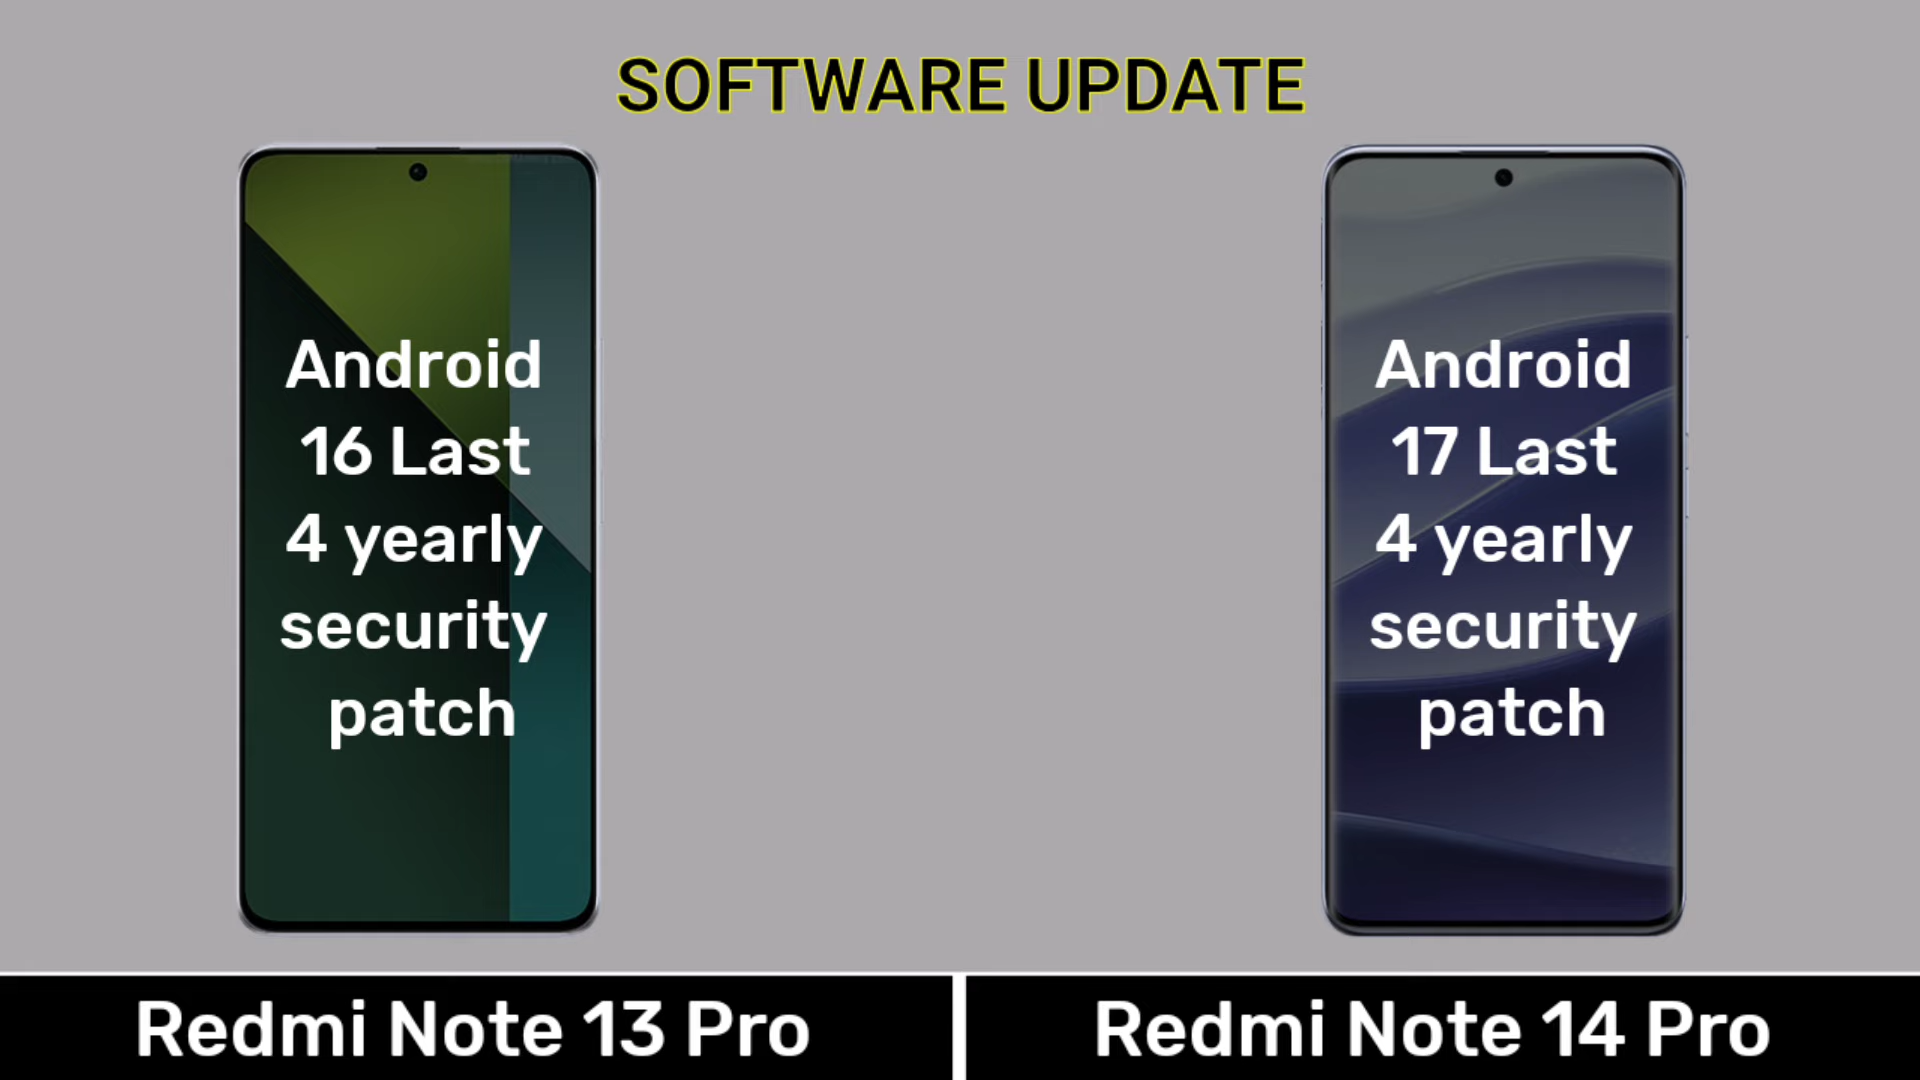 SOFTWARE UPDATE
Android
16 Last
4 yearly
security
patch
Android
17 Last
4 yearly
security
patch
Redmi Note 13 Pro
Redmi Note 14 Pro